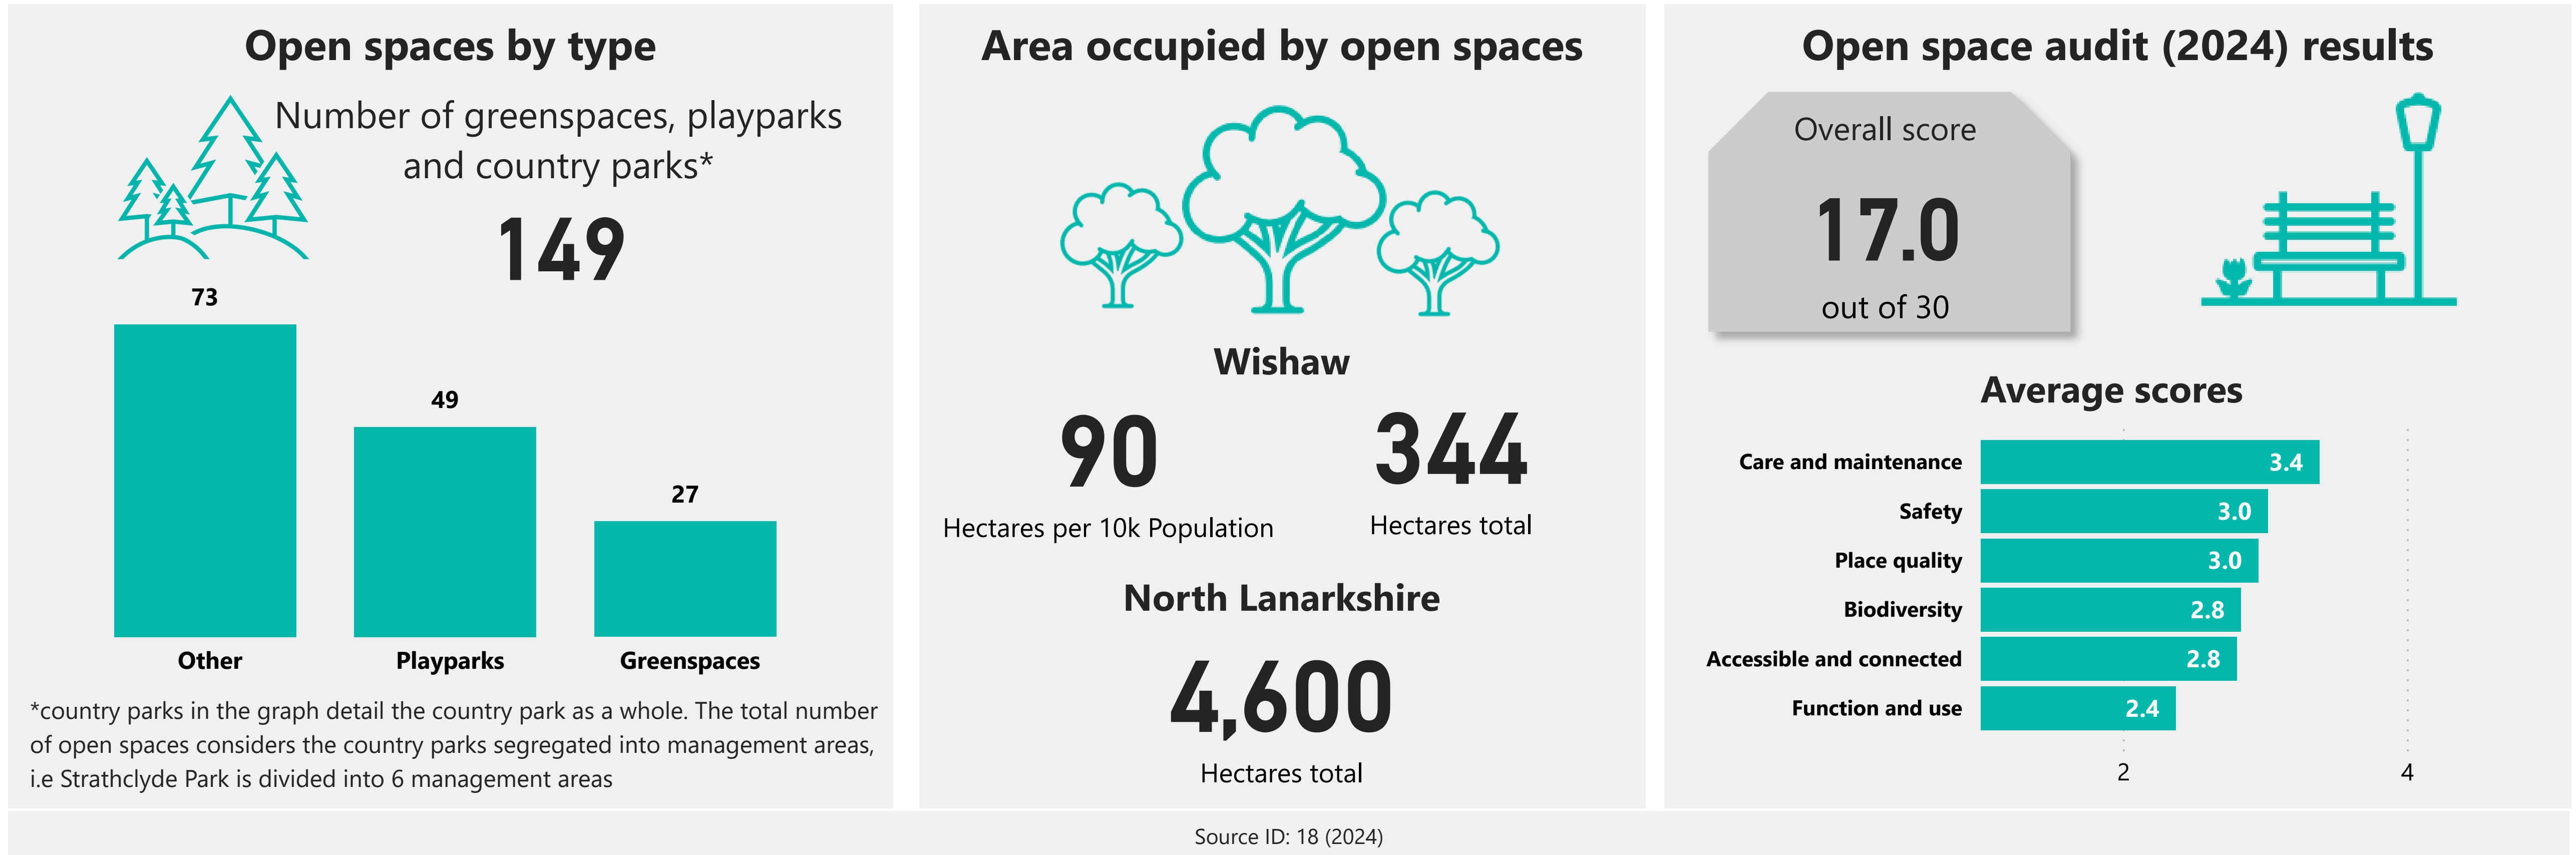 Open spaces by type
Number of greenspaces, playparks
and country parks*
149
73
49
27
Other
Playparks
Greenspaces
*country parks in the graph detail the country park as a whole. The total number
of open spaces considers the country parks segregated into management areas,
i.e Strathclyde Park is divided into 6 management areas
Area occupied by open spaces
Wishaw
90
Hectares per 10k Population
344
Hectares total
North Lanarkshire
4,600
Hectares total
Open space audit (2024) results
Overall score
17.0
out of 30
Average scores
Care and maintenance 3.4
Safety 3.0
Place quality 3.0
Biodiversity 2.8
Accessible and connected 2.8
Function and use 2.4
2 4
Source ID: 18 (2024)